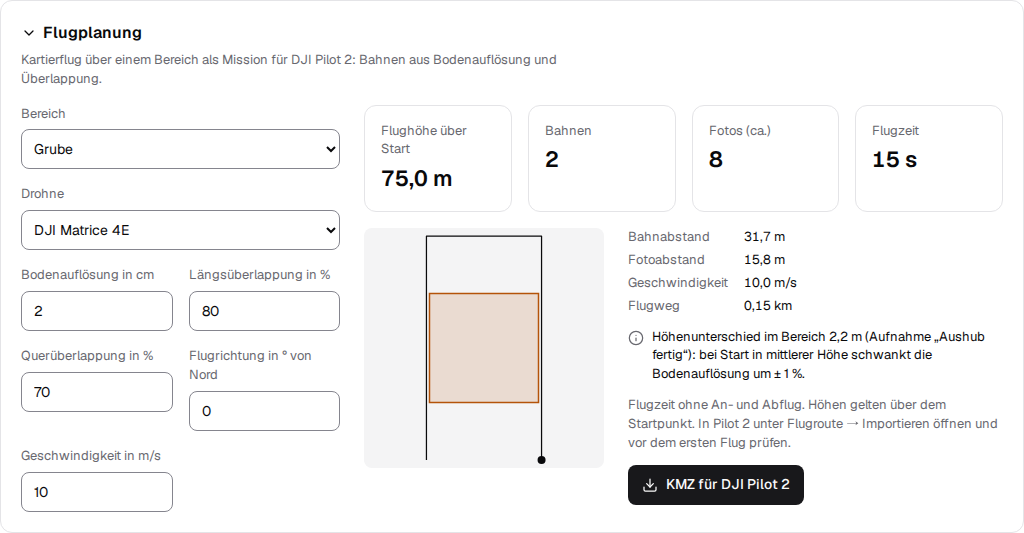 Flugplanung
Kartierflug über einem Bereich als Mission für DJI Pilot 2: Bahnen aus Bodenauflösung und
Überlappung.
Bereich
Grube
Drohne
DJI Matrice 4E
Bodenauflösung in cm
2
Längsüberlappung in %
80
Querüberlappung in %
70
Flugrichtung in ° von
Nord
0
Geschwindigkeit in m/s
10
Flughöhe über
Start
75,0 m
Bahnen
2
Fotos (ca.)
8
Flugzeit
15 s
Bahnabstand 31,7 m
Fotoabstand 15,8 m
Geschwindigkeit 10,0 m/s
Flugweg 0,15 km
Höhenunterschied im Bereich 2,2 m (Aufnahme „Aushub
fertig“): bei Start in mittlerer Höhe schwankt die
Bodenauflösung um ± 1 %.
Flugzeit ohne An- und Abflug. Höhen gelten über dem
Startpunkt. In Pilot 2 unter Flugroute → Importieren öffnen und
vor dem ersten Flug prüfen.
KMZ für DJI Pilot 2